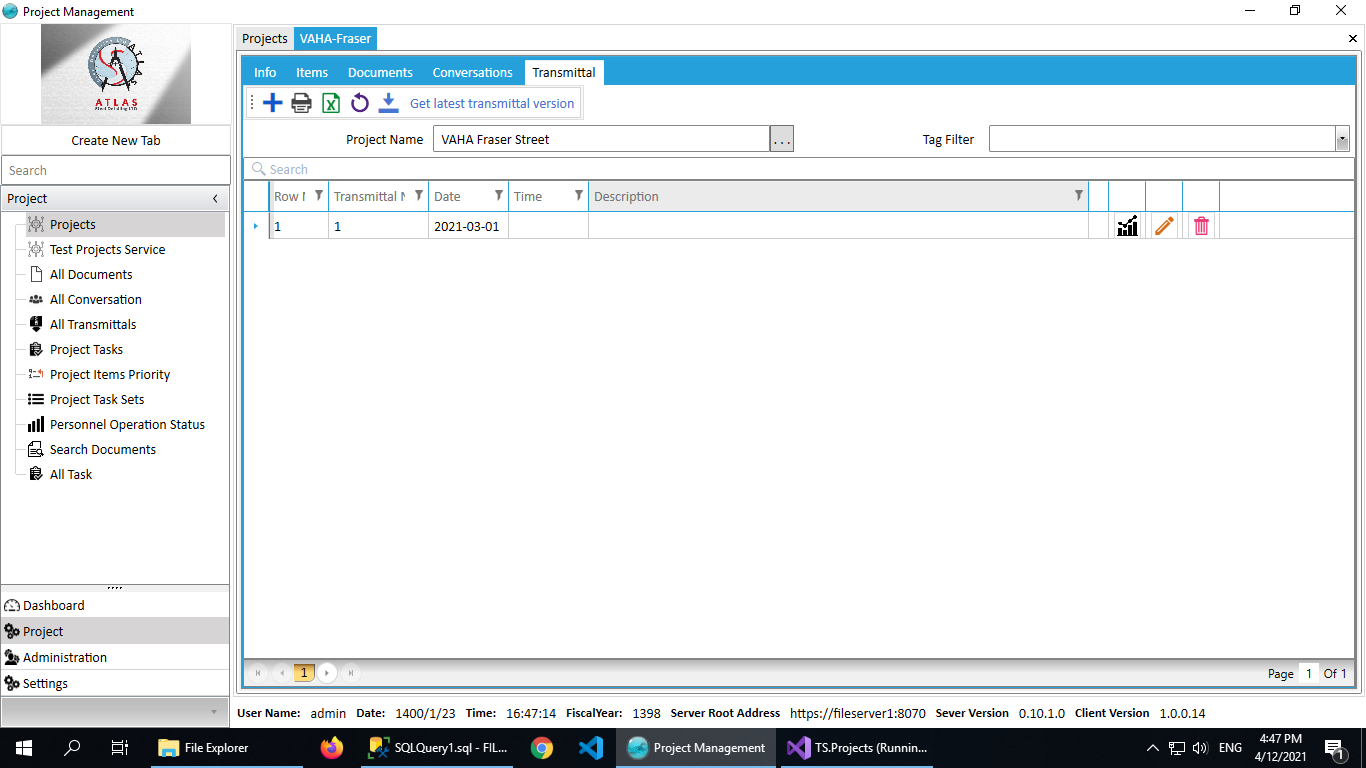 Project Management
ATLAS
Steel Detailing LTD
Create New Tab
Search
Project
Projects
Test Projects Service
All Documents
All Conversation
All Transmittals
Project Tasks
Project Items Priority
Project Task Sets
Personnel Operation Status
Search Documents
All Task
Dashboard
Project
Administration
Settings
Projects VAHA-Fraser
Info Items Documents Conversations Transmittal
Get latest transmittal version
Project Name VAHA Fraser Street ... Tag Filter
Search
Row Transmittal Date Time Description
1 1 2021-03-01
1 Page 1 Of 1
User Name: admin Date: 1400/1/23 Time: 16:47:14 FiscalYear: 1398 Server Root Address https://fileserver1:8070 Sever Version 0.10.1.0 Client Version 1.0.0.14
File Explorer SQLQuery1.sql - FIL... Project Management TS.Projects (Runnin... ENG 4:47 PM
4/12/2021 1